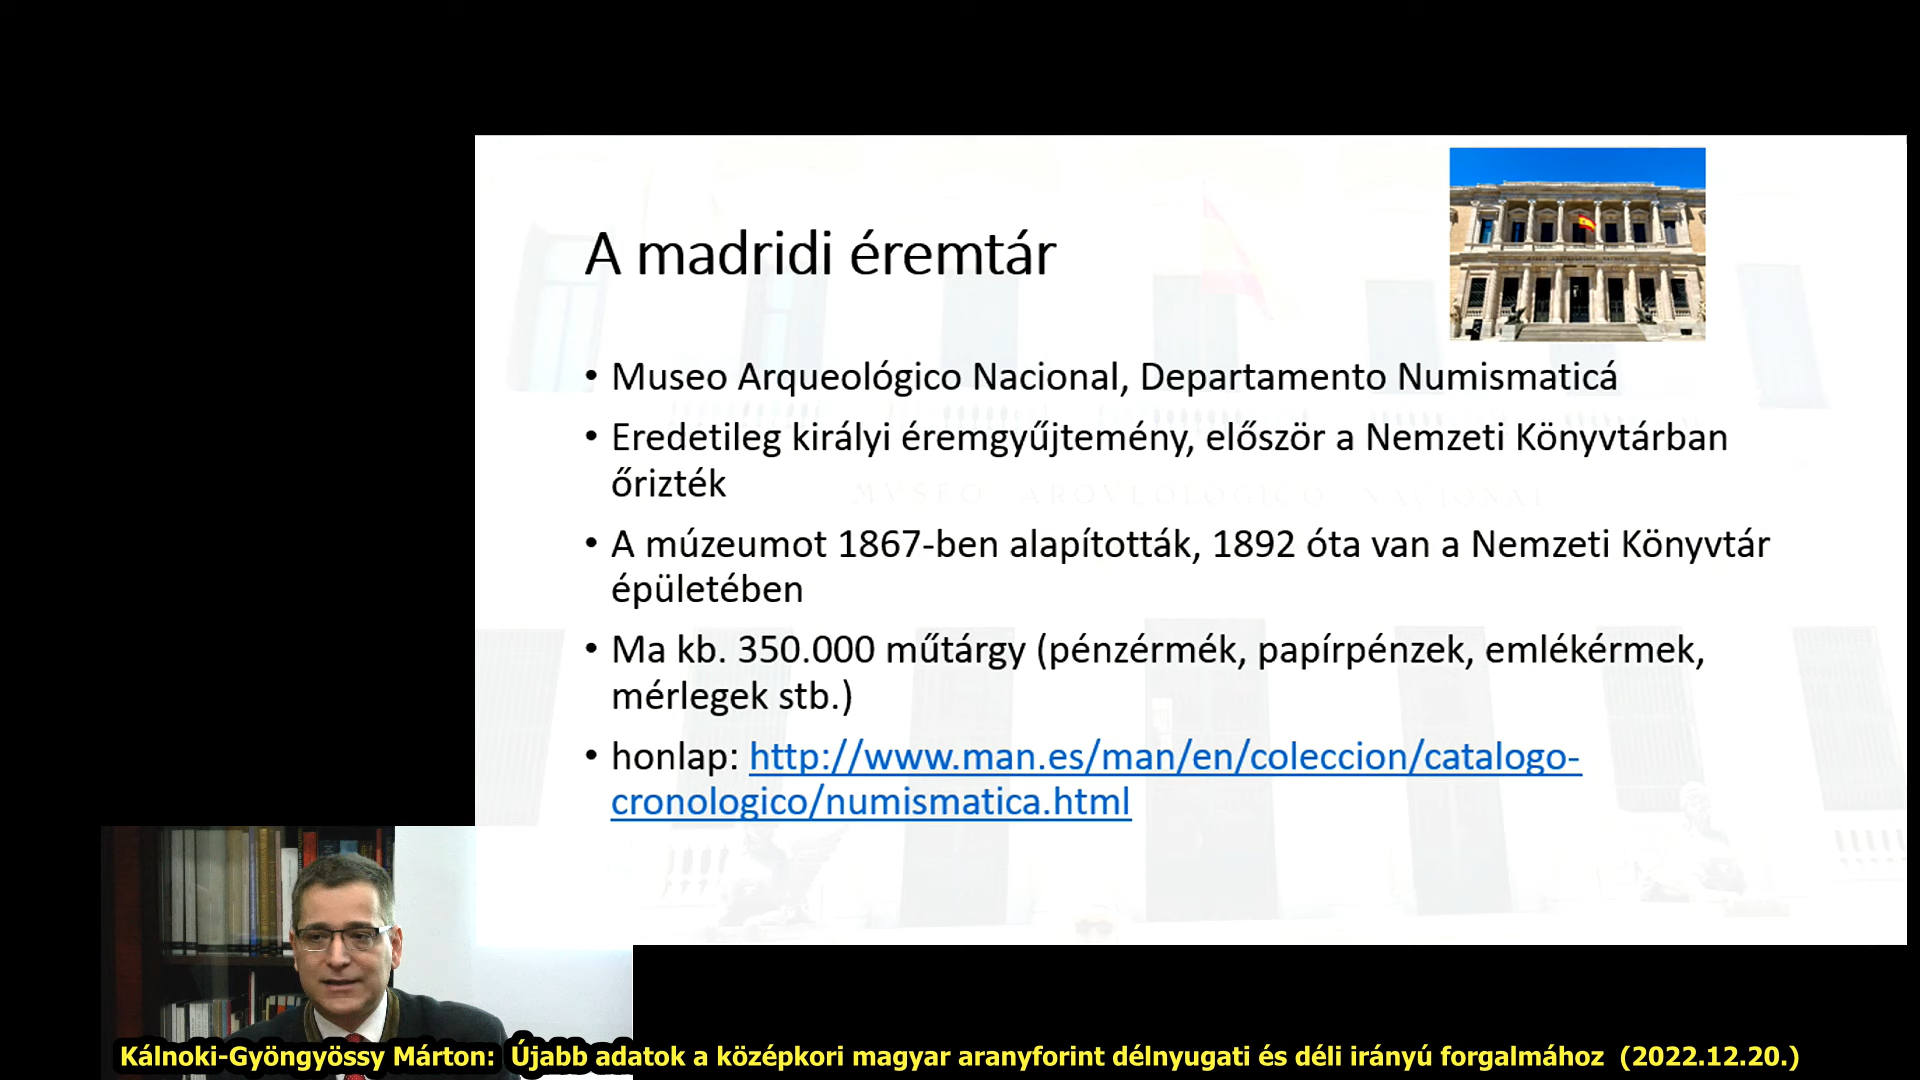 A madridi éremtár
• Museo Arqueológico Nacional, Departamento Numismaticá
• Eredetileg királyi éremgyűjtemény, először a Nemzeti Könyvtárban
őrizték
MVSEO ARQVEOLOGICO NACIONAL
• A múzeumot 1867-ben alapították, 1892 óta van a Nemzeti Könyvtár
épületében
• Ma kb. 350.000 műtárgy (pénzérmék, papírpénzek, emlékérmek,
mérlegek stb.)
• honlap: http://www.man.es/man/en/coleccion/catalogo-
cronologico/numismatica.html
Kálnoki-Gyöngyössy Márton: Újabb adatok a középkori magyar aranyforint délnyugati és déli irányú forgalmához (2022.12.20.)